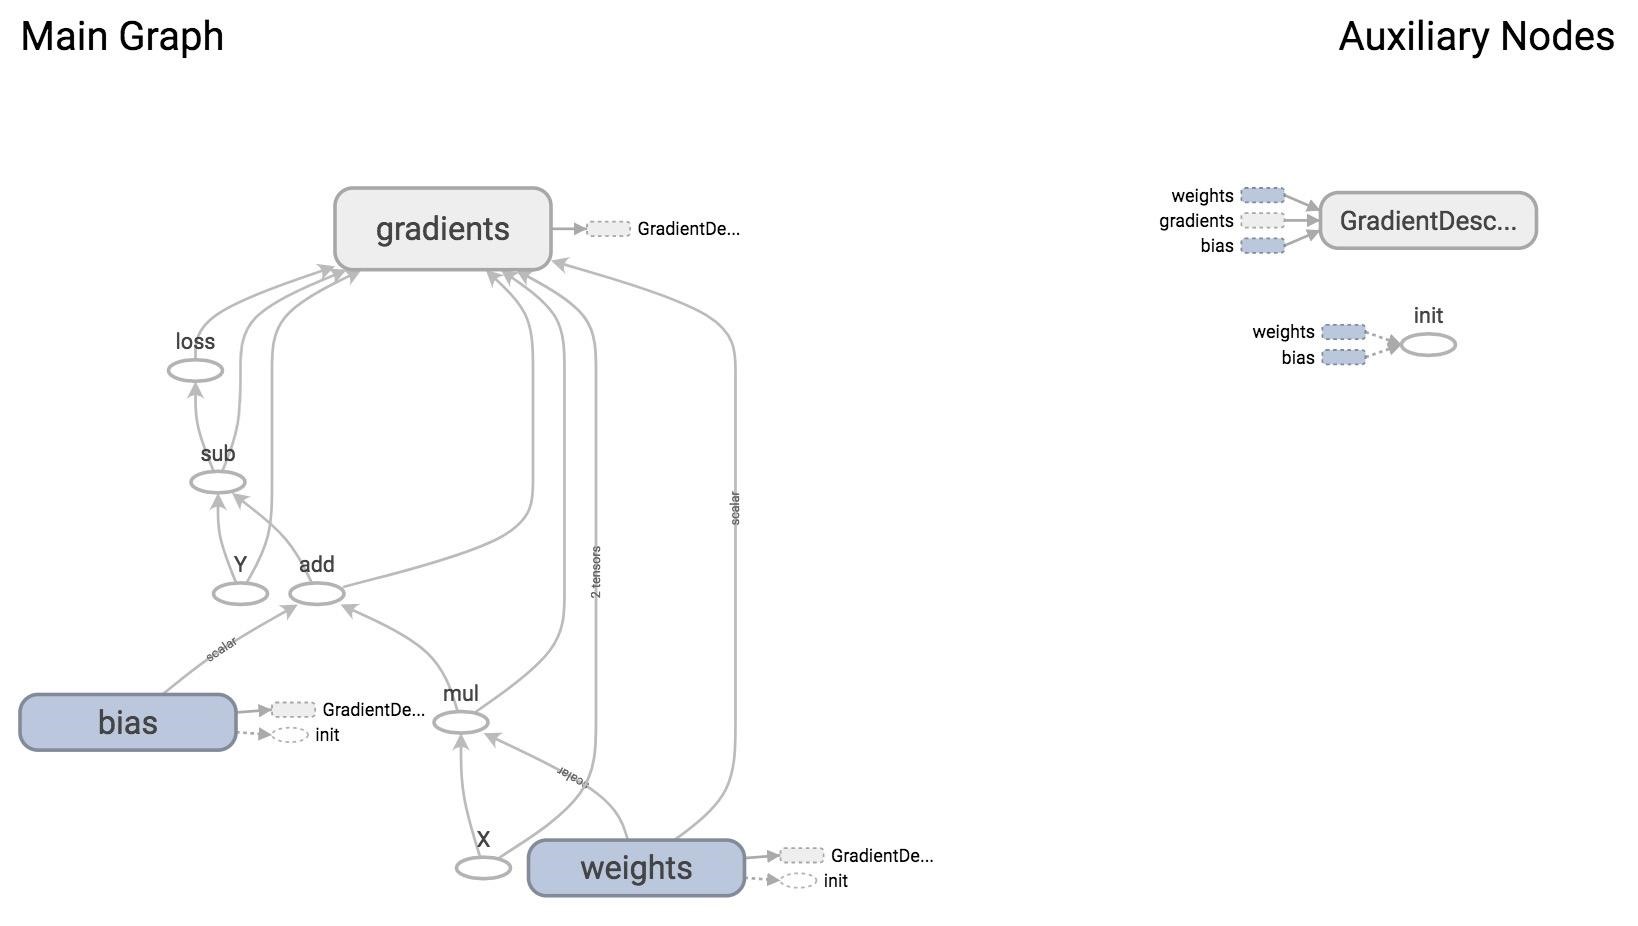 Main Graph
Auxiliary Nodes
gradients
GradientDe...
loss
sub
Y
add
scalar
2 tensors
scalar
bias
GradientDe...
init
mul
scalar
X
weights
GradientDe...
init
weights
gradients
bias
GradientDesc...
init
weights
bias